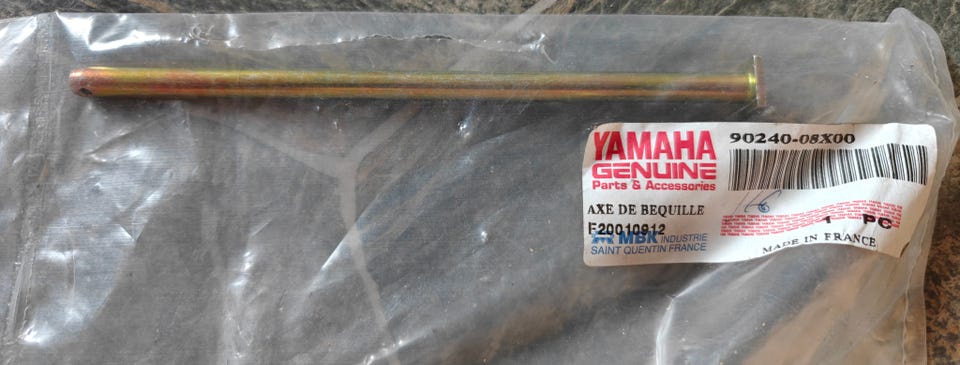 YAMAHA
GENUINE
Parts & Accessories
90240-08X00
AXE DE BEQUILLE
F20010912
MBK INDUSTRIE
SAINT QUENTIN FRANCE
1 PC
MADE IN FRANCE